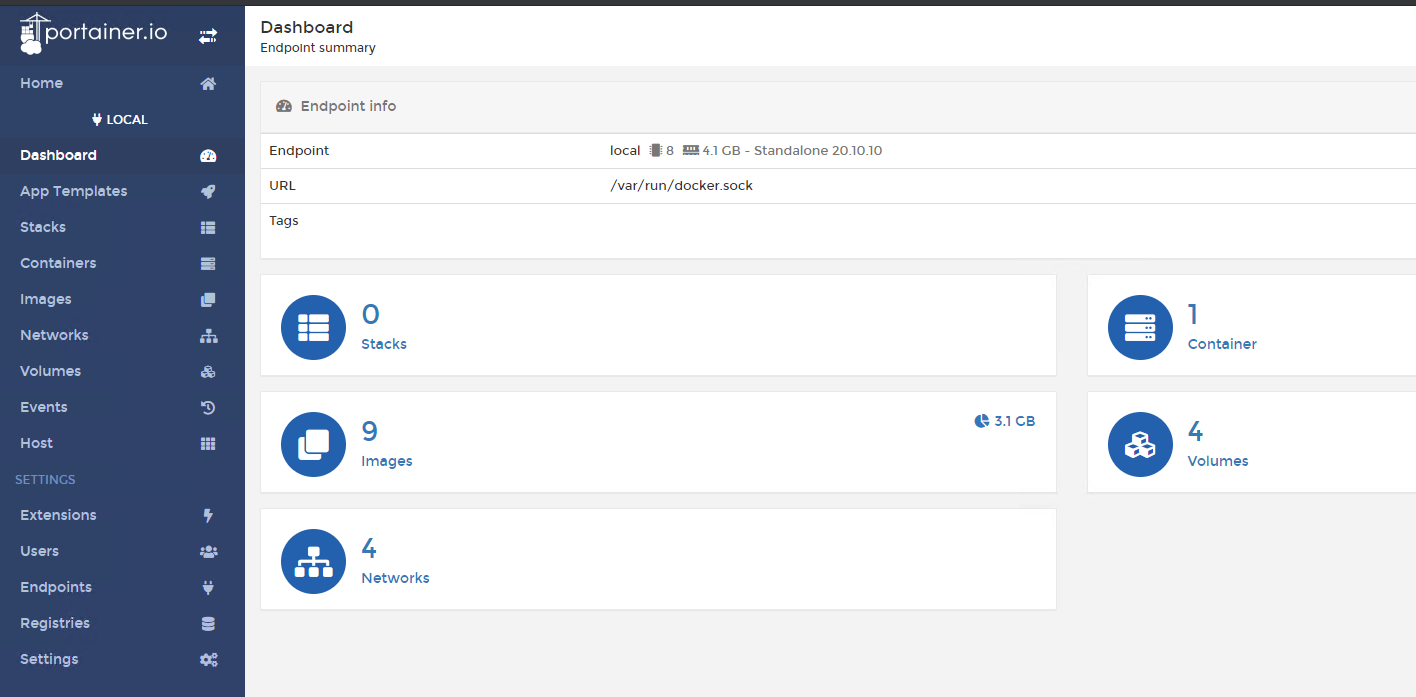 portainer.io
Home
LOCAL
Dashboard
App Templates
Stacks
Containers
Images
Networks
Volumes
Events
Host
SETTINGS
Extensions
Users
Endpoints
Registries
Settings
Dashboard
Endpoint summary
Endpoint info
Endpoint local 8 4.1 GB - Standalone 20.10.10
URL /var/run/docker.sock
Tags
0
Stacks
1
Container
9
Images
3.1 GB
4
Volumes
4
Networks